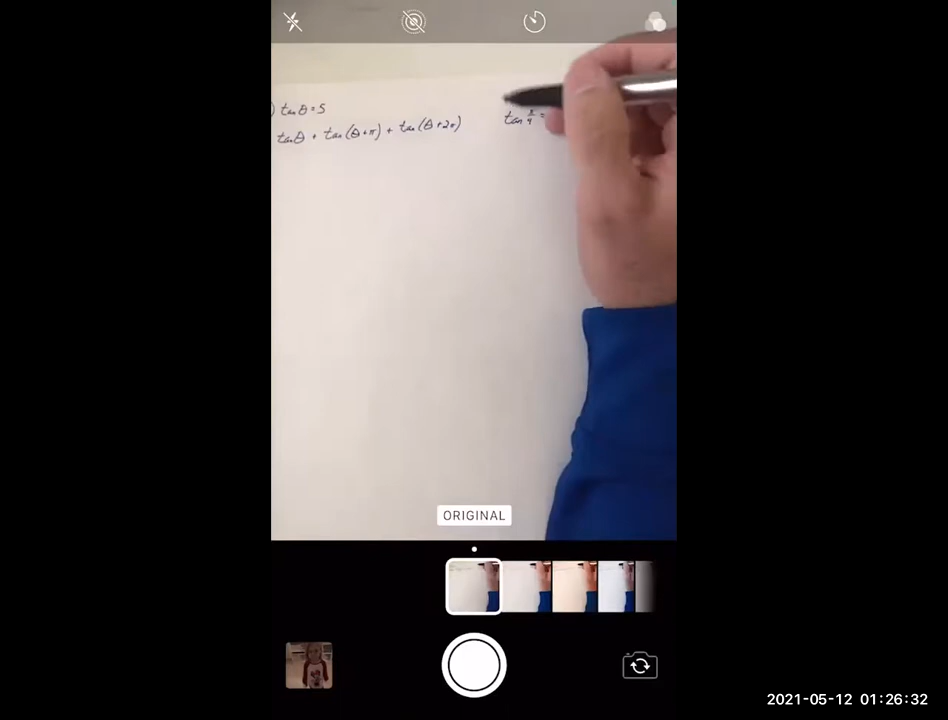 ) tan θ = 5
tan θ + tan(θ+π) + tan(θ+2π)
tan π/4 =
ORIGINAL
2021-05-12 01:26:32